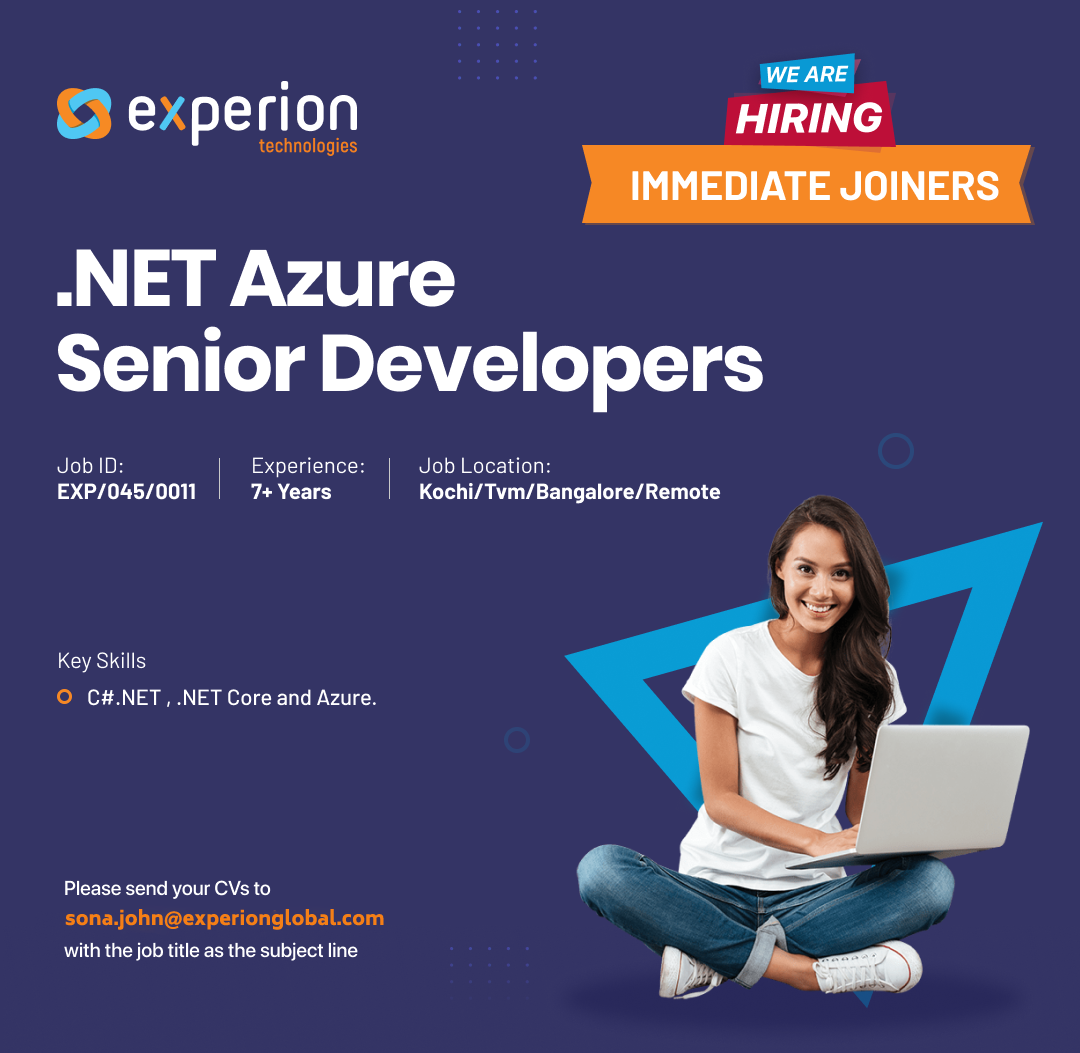 experion
technologies
WE ARE
HIRING
IMMEDIATE JOINERS
.NET Azure
Senior Developers
Job ID:
EXP/045/0011
Experience:
7+ Years
Job Location:
Kochi/Tvm/Bangalore/Remote
Key Skills
C#.NET , .NET Core and Azure.
Please send your CVs to
sona.john@experionglobal.com
with the job title as the subject line